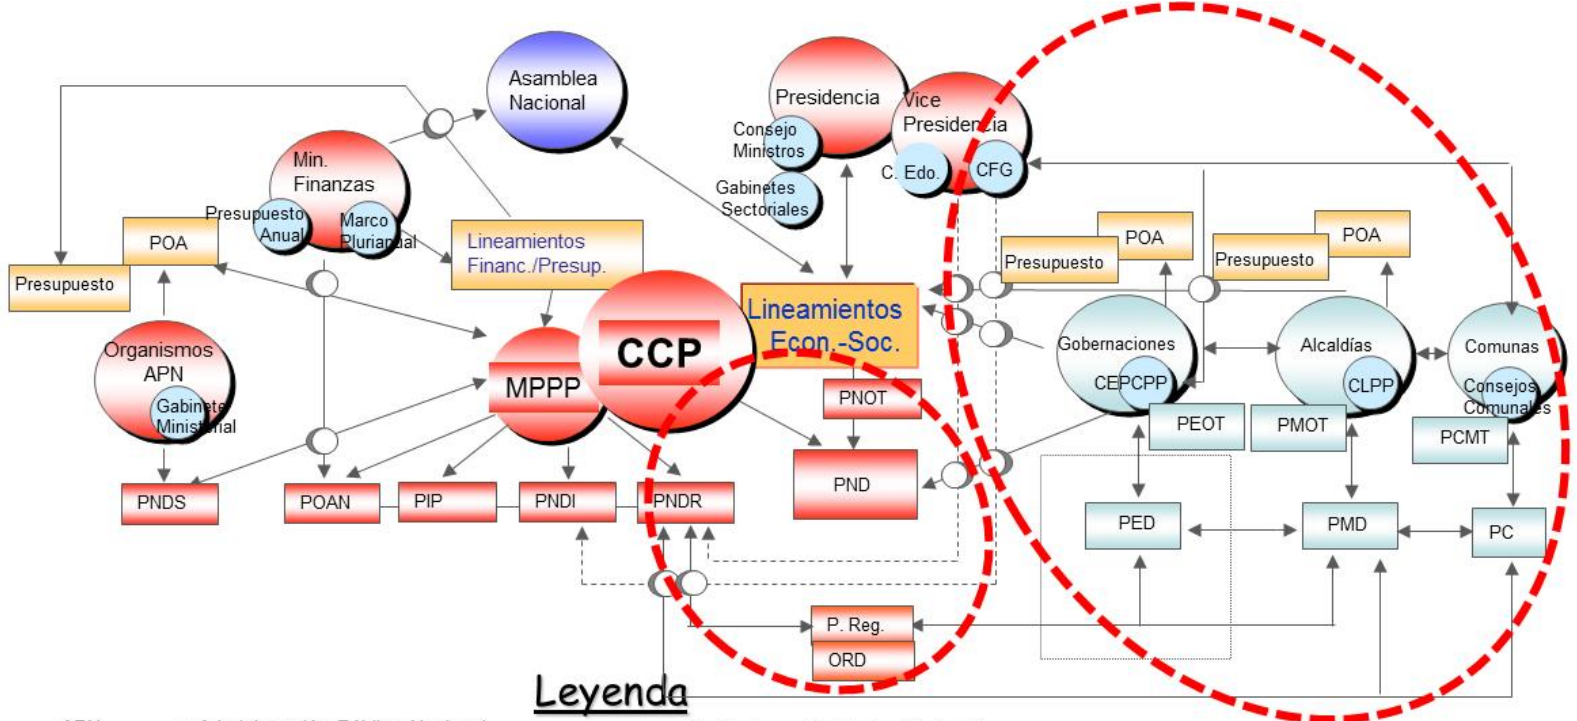 Asamblea
Nacional
Presidencia
Vice
Presidencia
Consejo
Ministros
C. Edo.
CFG
Gabinetes
Sectoriales
Min.
Finanzas
Presupuesto
Anual
Marco
Plurianual
POA
Presupuesto
Lineamientos
Financ./Presup.
Lineamientos
Econ.-Soc.
CCP
MPPP
Organismos
APN
Gabinete
Ministerial
PNDS
POAN
PIP
PNDI
PNDR
PNOT
PND
POA
Presupuesto
POA
Presupuesto
Gobernaciones
CEPCPP
Alcaldías
CLPP
Comunas
Consejos
Comunales
PEOT
PMOT
PCMT
PED
PMD
PC
P. Reg.
ORD
Leyenda